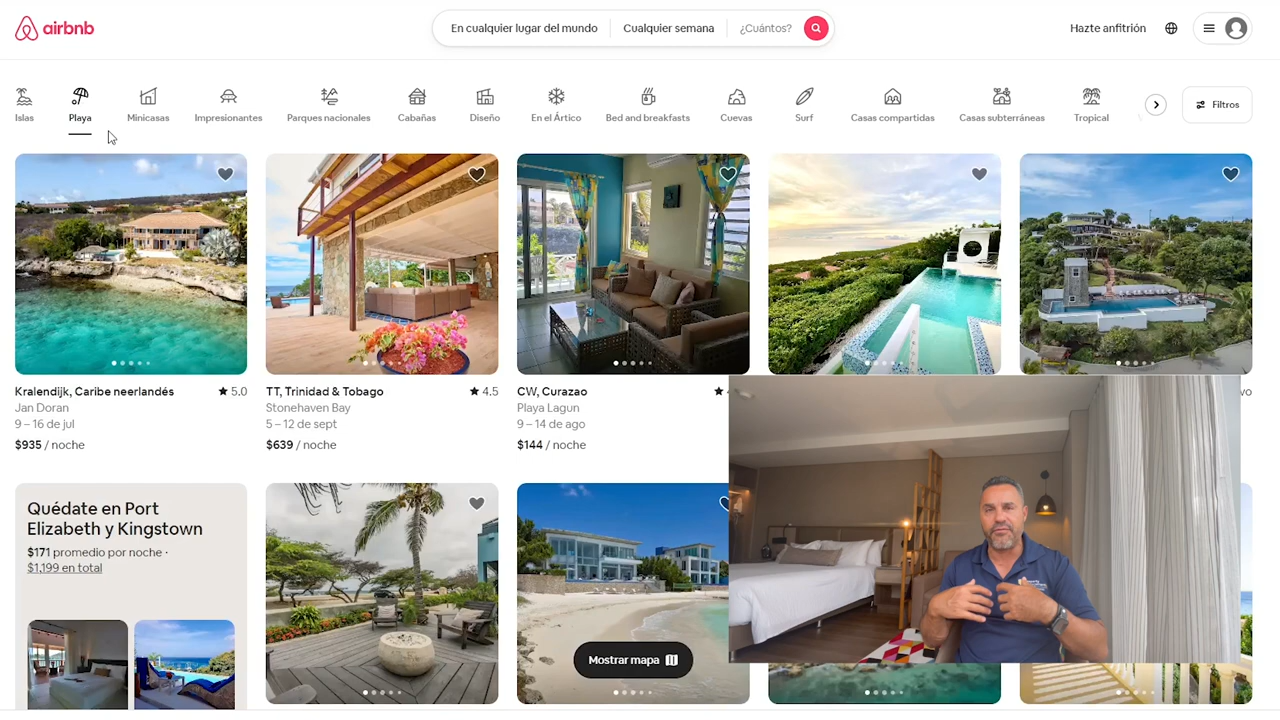 airbnb
En cualquier lugar del mundo
Cualquier semana
¿Cuántos?
Hazte anfitrión
Islas
Playa
Minicasas
Impresionantes
Parques nacionales
Cabañas
Diseño
En el Ártico
Bed and breakfasts
Cuevas
Surf
Casas compartidas
Casas subterráneas
Tropical
Filtros
Kralendijk, Caribe neerlandés
5.0
Jan Doran
9 – 16 de jul
$935 / noche
TT, Trinidad & Tobago
4.5
Stonehaven Bay
5 – 12 de sept
$639 / noche
CW, Curazao
Playa Lagun
9 – 14 de ago
$144 / noche
vo
Quédate en Port
Elizabeth y Kingstown
$171 promedio por noche ·
$1,199 en total
Mostrar mapa